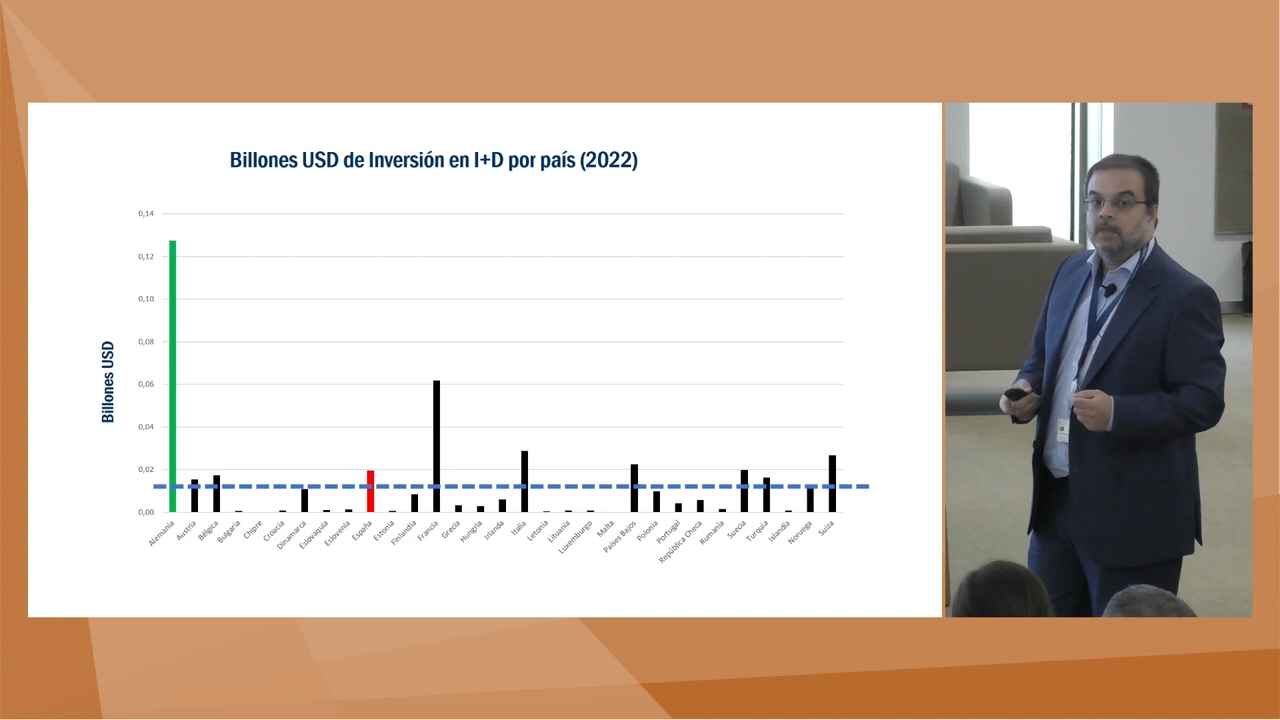 Billones USD de Inversión en I+D por país (2022)
Billones USD
0,14
0,12
0,10
0,08
0,06
0,04
0,02
0,00
Alemania
Austria
Bélgica
Bulgaria
Chipre
Croacia
Dinamarca
Eslovaquia
Eslovenia
España
Estonia
Finlandia
Francia
Grecia
Hungría
Irlanda
Italia
Letonia
Lituania
Luxemburgo
Malta
Países Bajos
Polonia
Portugal
República Checa
Rumanía
Suecia
Turquía
Islandia
Noruega
Suiza